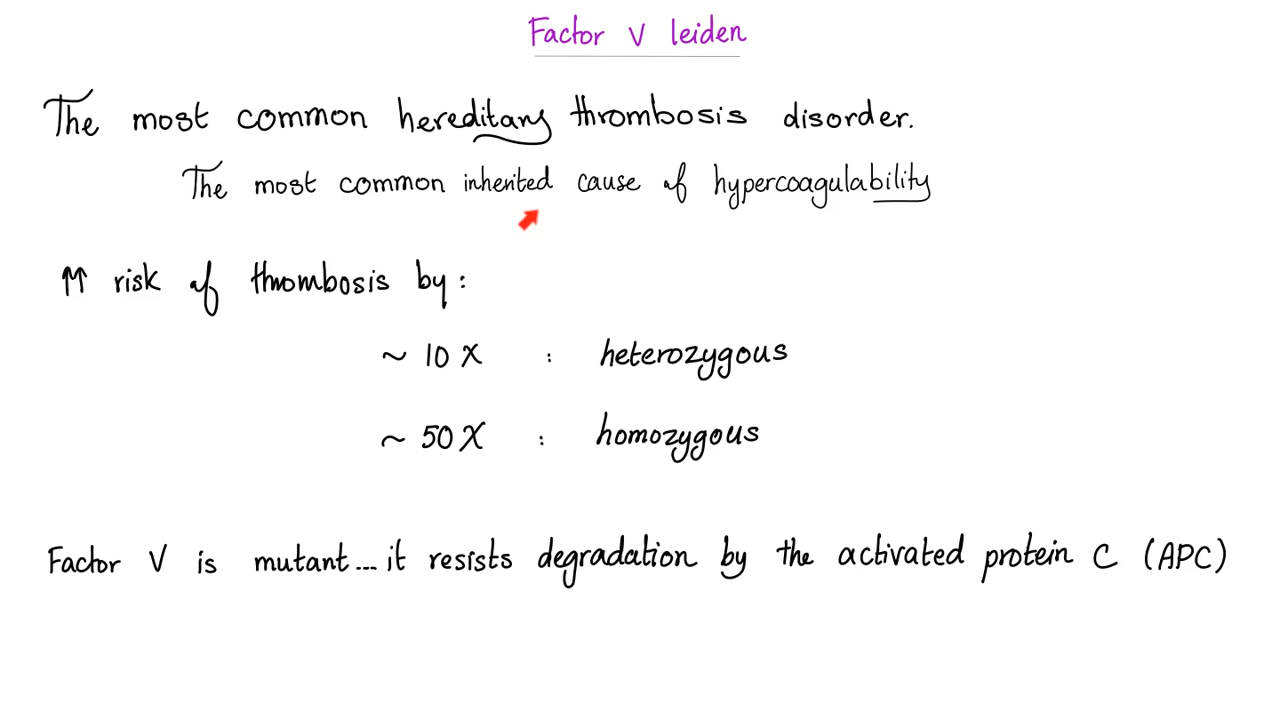 Factor V leiden
The most common hereditary thrombosis disorder.
The most common inherited cause of hypercoagulability
↑↑ risk of thrombosis by:
~ 10 X : heterozygous
~ 50 X : homozygous
Factor V is mutant... it resists degradation by the activated protein C (APC)